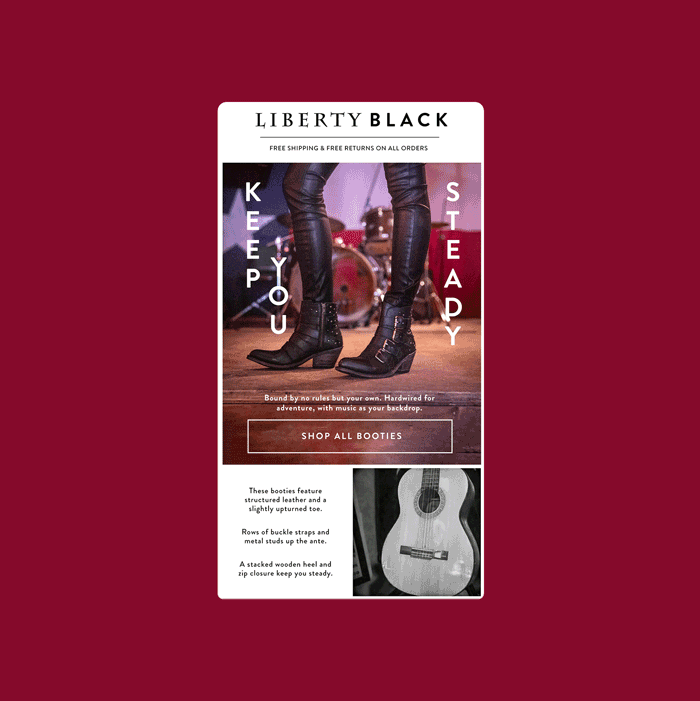 LIBERTY BLACK
FREE SHIPPING & FREE RETURNS ON ALL ORDERS
KEEP
YOU
STEADY
Bound by no rules but your own. Hardwired for
adventure, with music as your backdrop.
SHOP ALL BOOTIES
These booties feature
structured leather and a
slightly upturned toe.
Rows of buckle straps and
metal studs up the ante.
A stacked wooden heel and
zip closure keep you steady.